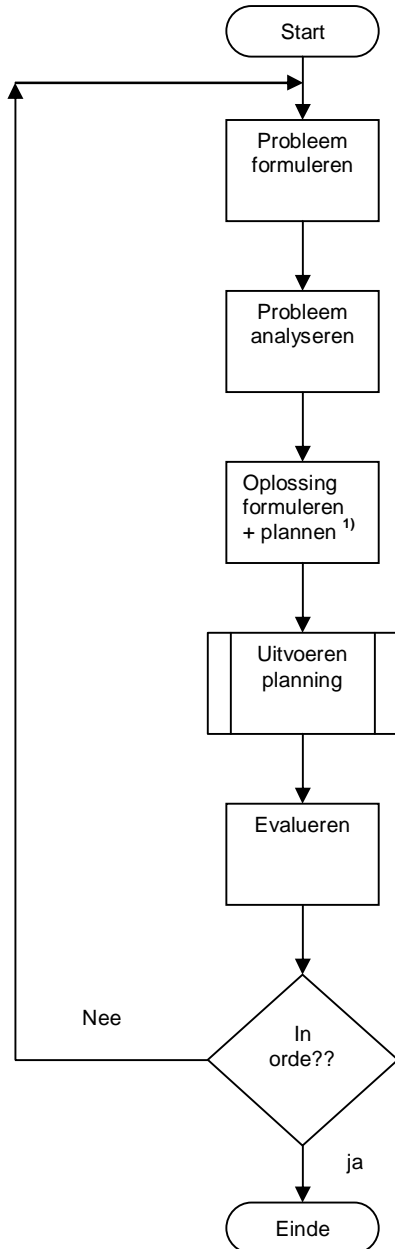 Start
Probleem
formuleren
Probleem
analyseren
Oplossing
formuleren
+ plannen ¹⁾
Uitvoeren
planning
Evalueren
Nee
In
orde??
ja
Einde